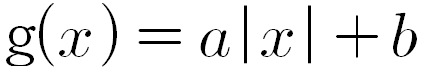 g(x) = a|x| + b